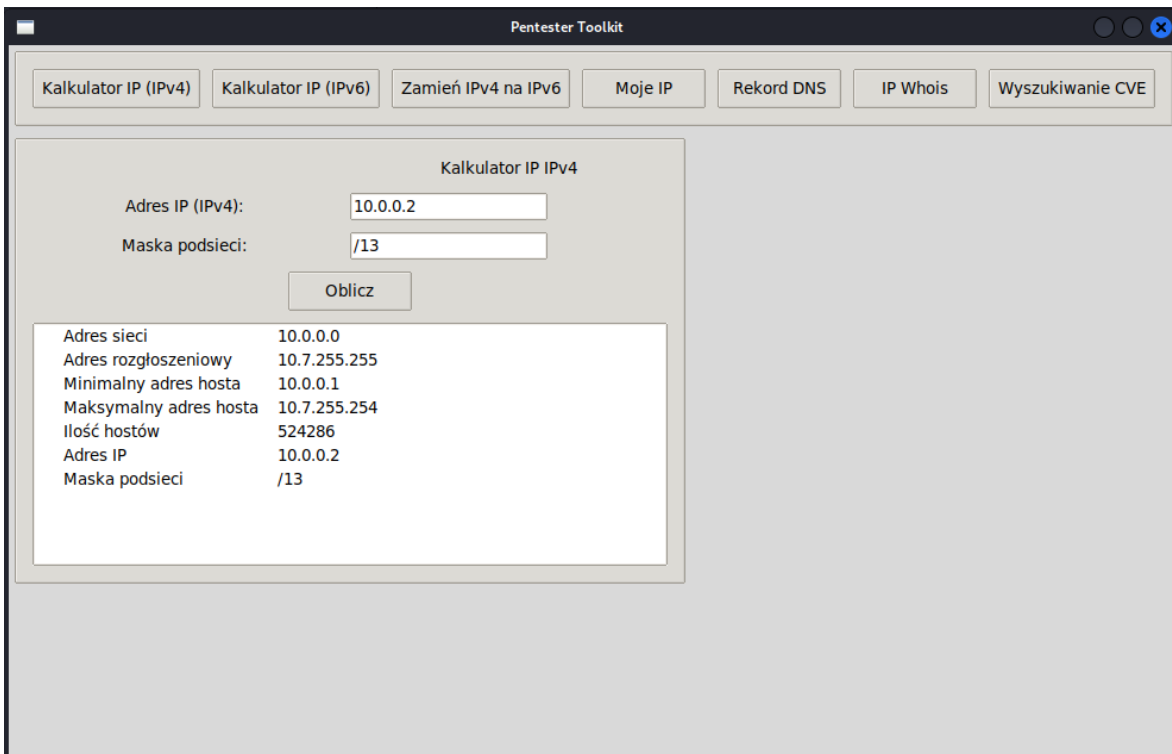 Pentester Toolkit
Kalkulator IP (IPv4) Kalkulator IP (IPv6) Zamień IPv4 na IPv6 Moje IP Rekord DNS IP Whois Wyszukiwanie CVE
Kalkulator IP IPv4
Adres IP (IPv4): 10.0.0.2
Maska podsieci: /13
Oblicz
Adres sieci 10.0.0.0
Adres rozgłoszeniowy 10.7.255.255
Minimalny adres hosta 10.0.0.1
Maksymalny adres hosta 10.7.255.254
Ilość hostów 524286
Adres IP 10.0.0.2
Maska podsieci /13